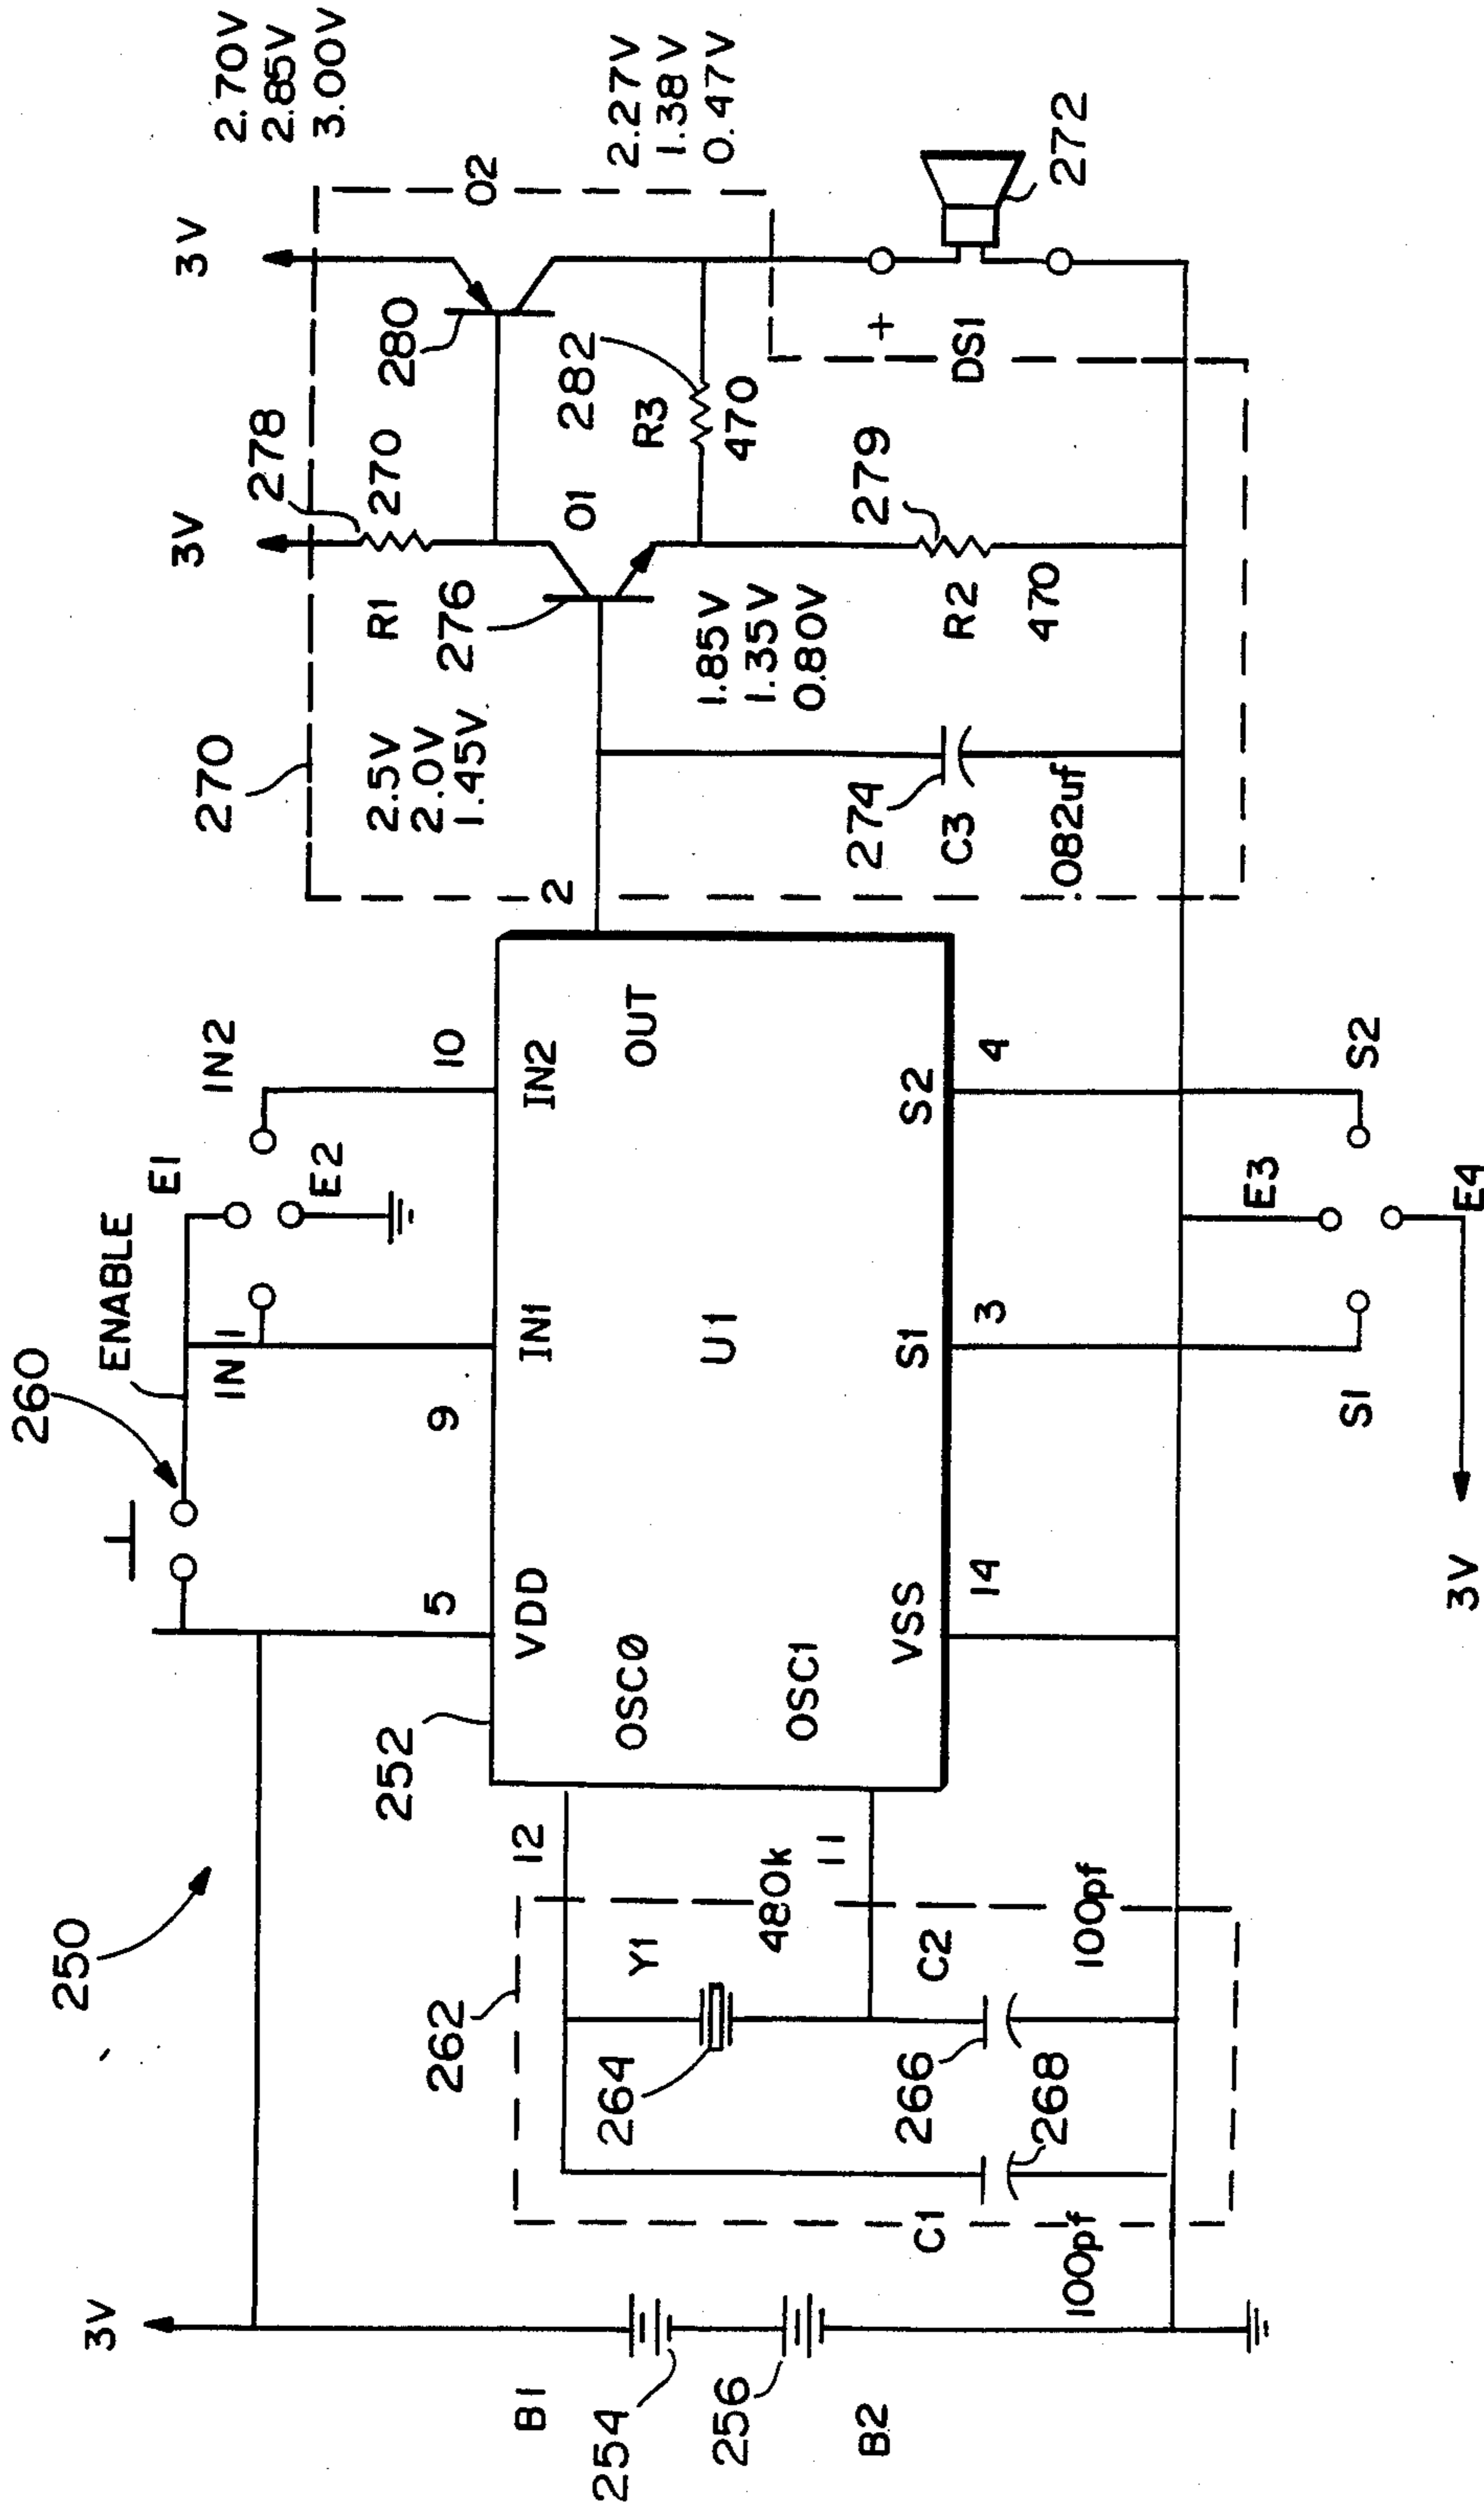 250
3V
B1
254
256
B2
262
264
Y1
480k
266
C2
100pf
268
C1
100pf
12
11
252
5
VDD
OSC0
OSC1
VSS
14
260
ENABLE
IN1
9
IN1
U1
S1
3
S1
E1
E2
IN2
10
IN2
OUT
S2
4
S2
E3
E4
3V
2
270
2.5V
2.0V
1.45V
274
C3
.082uf
3V
278
R1
270
276
01
1.85V
1.35V
0.80V
279
R2
470
3V
280
02
282
R3
470
2.70V
2.85V
3.00V
2.27V
1.38V
0.47V
+
DS1
272